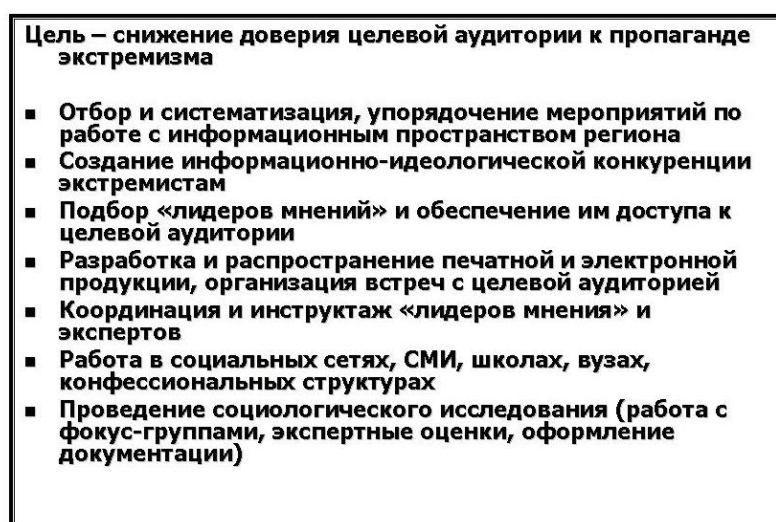 Цель – снижение доверия целевой аудитории к пропаганде
экстремизма
Отбор и систематизация, упорядочение мероприятий по
работе с информационным пространством региона
Создание информационно-идеологической конкуренции
экстремистам
Подбор «лидеров мнений» и обеспечение им доступа к
целевой аудитории
Разработка и распространение печатной и электронной
продукции, организация встреч с целевой аудиторией
Координация и инструктаж «лидеров мнения» и
экспертов
Работа в социальных сетях, СМИ, школах, вузах,
конфессиональных структурах
Проведение социологического исследования (работа с
фокус-группами, экспертные оценки, оформление
документации)